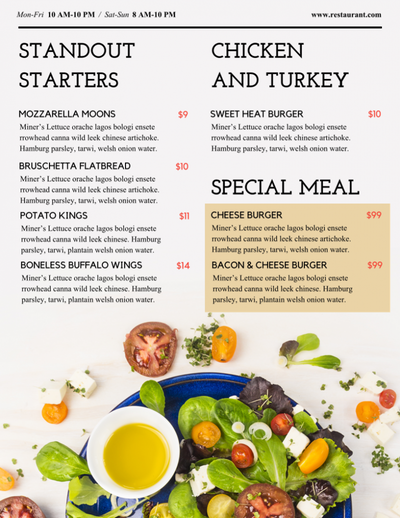 Mon-Fri 10 AM-10 PM / Sat-Sun 8 AM-10 PM
www.restaurant.com
STANDOUT
STARTERS
MOZZARELLA MOONS $9
Miner's Lettuce orache lagos bologi ensete
rrowhead canna wild leek chinese artichoke.
Hamburg parsley, tarwi, welsh onion water.
BRUSCHETTA FLATBREAD $10
Miner's Lettuce orache lagos bologi ensete
rrowhead canna wild leek chinese artichoke.
Hamburg parsley, tarwi, welsh onion water.
POTATO KINGS $11
Miner's Lettuce orache lagos bologi ensete
rrowhead canna wild leek chinese. Hamburg
parsley, tarwi, plantain welsh onion water.
BONELESS BUFFALO WINGS $14
Miner's Lettuce orache lagos bologi ensete
rrowhead canna wild leek chinese. Hamburg
parsley, tarwi, plantain welsh onion water.
CHICKEN
AND TURKEY
SWEET HEAT BURGER $10
Miner's Lettuce orache lagos bologi ensete
rrowhead canna wild leek chinese artichoke.
Hamburg parsley, tarwi, welsh onion water.
SPECIAL MEAL
CHEESE BURGER $99
Miner's Lettuce orache lagos bologi ensete
rrowhead canna wild leek chinese artichoke.
Hamburg parsley, tarwi, welsh onion water.
BACON & CHEESE BURGER $99
Miner's Lettuce orache lagos bologi ensete
rrowhead canna wild leek chinese. Hamburg
parsley, tarwi, plantain welsh onion water.